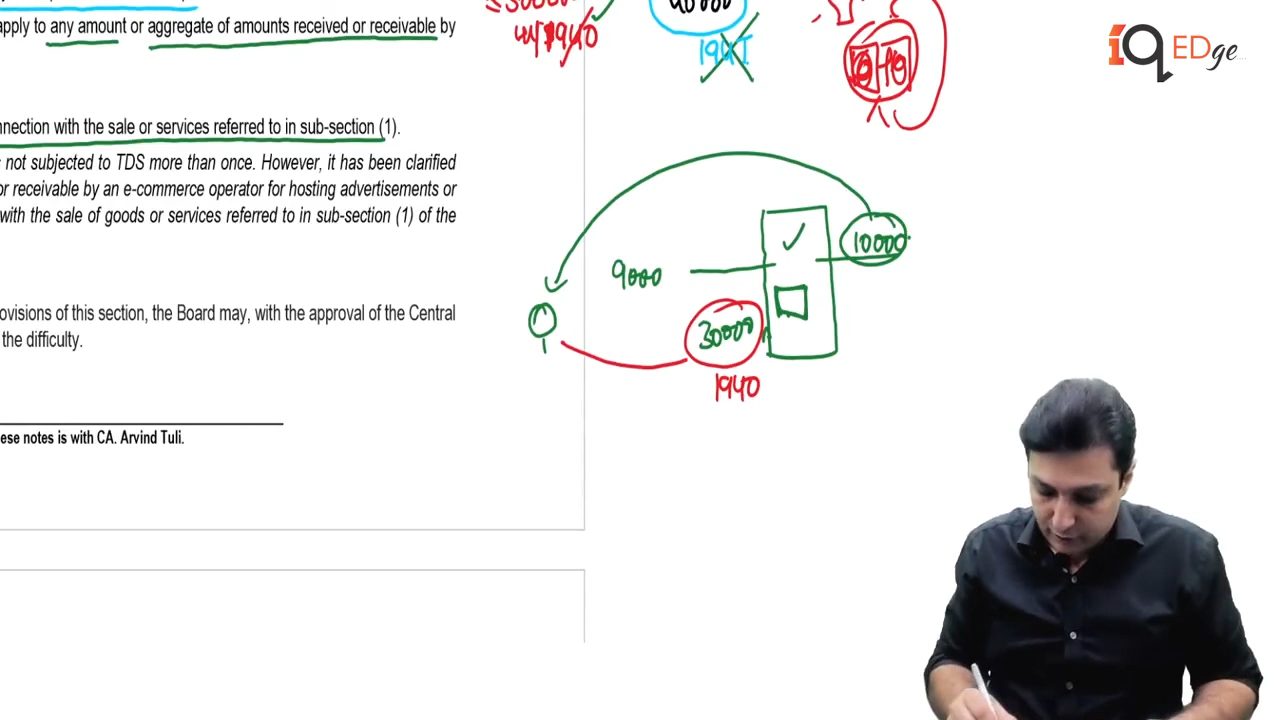 apply to any amount or aggregate of amounts received or receivable by
nnection with the sale or services referred to in sub-section (1).
not subjected to TDS more than once. However, it has been clarified
or receivable by an e-commerce operator for hosting advertisements or
with the sale of goods or services referred to in sub-section (1) of the
ovisions of this section, the Board may, with the approval of the Central
the difficulty.
ese notes is with CA. Arvind Tuli.
iQ EDge
10000
9000
30000
1940